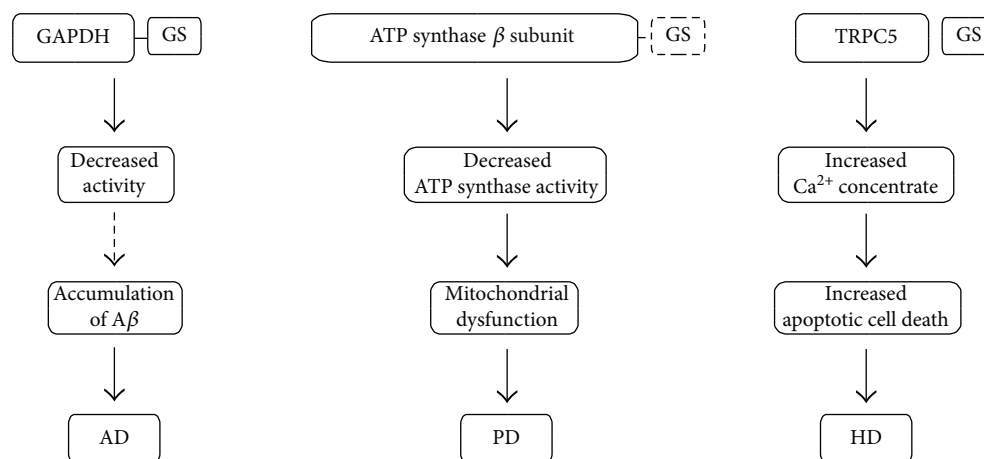 GAPDH
GS
ATP synthase β subunit
GS
TRPC5
GS
Decreased
activity
Decreased
ATP synthase activity
Increased
Ca²⁺ concentrate
Accumulation
of Aβ
Mitochondrial
dysfunction
Increased
apoptotic cell death
AD
PD
HD